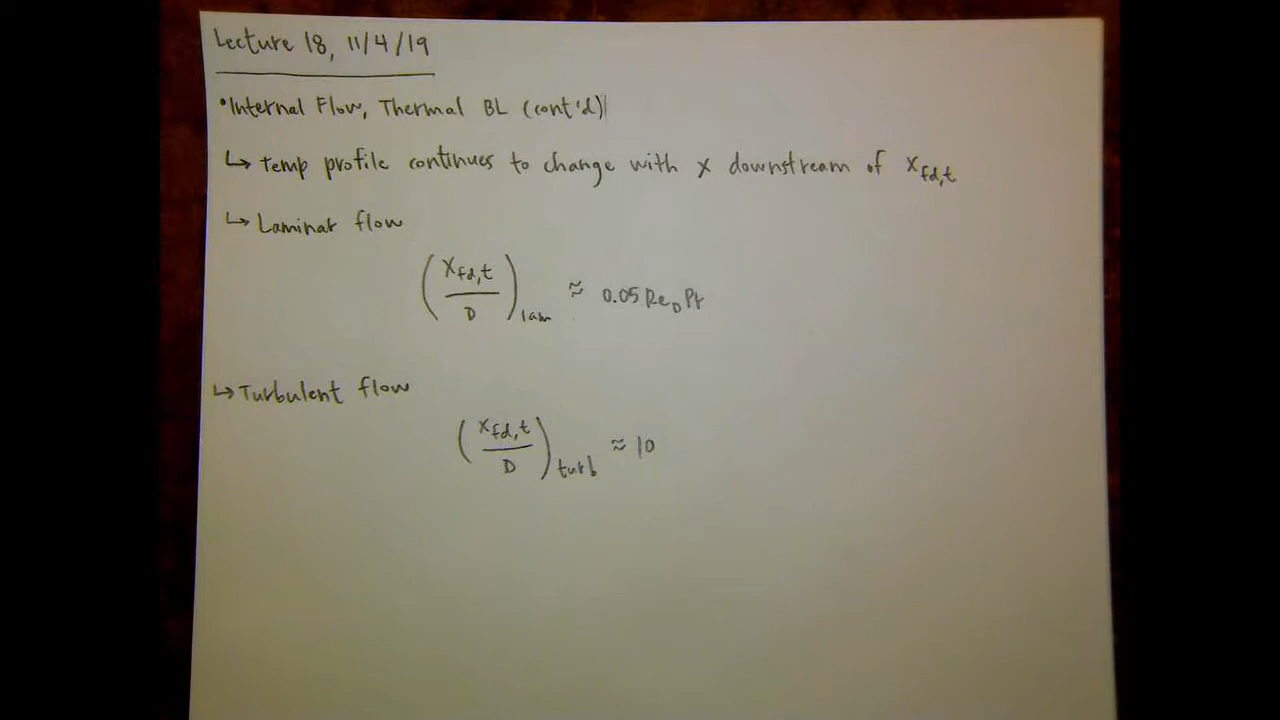 Lecture 18, 11/4/19
•Internal Flow, Thermal BL (cont'd)
↳ Temp profile continues to change with x downstream of x_fd,t
↳ Laminar flow
(x_fd,t / D)_lam ≈ 0.05 Re_D Pr
↳ Turbulent flow
(x_fd,t / D)_turb ≈ 10